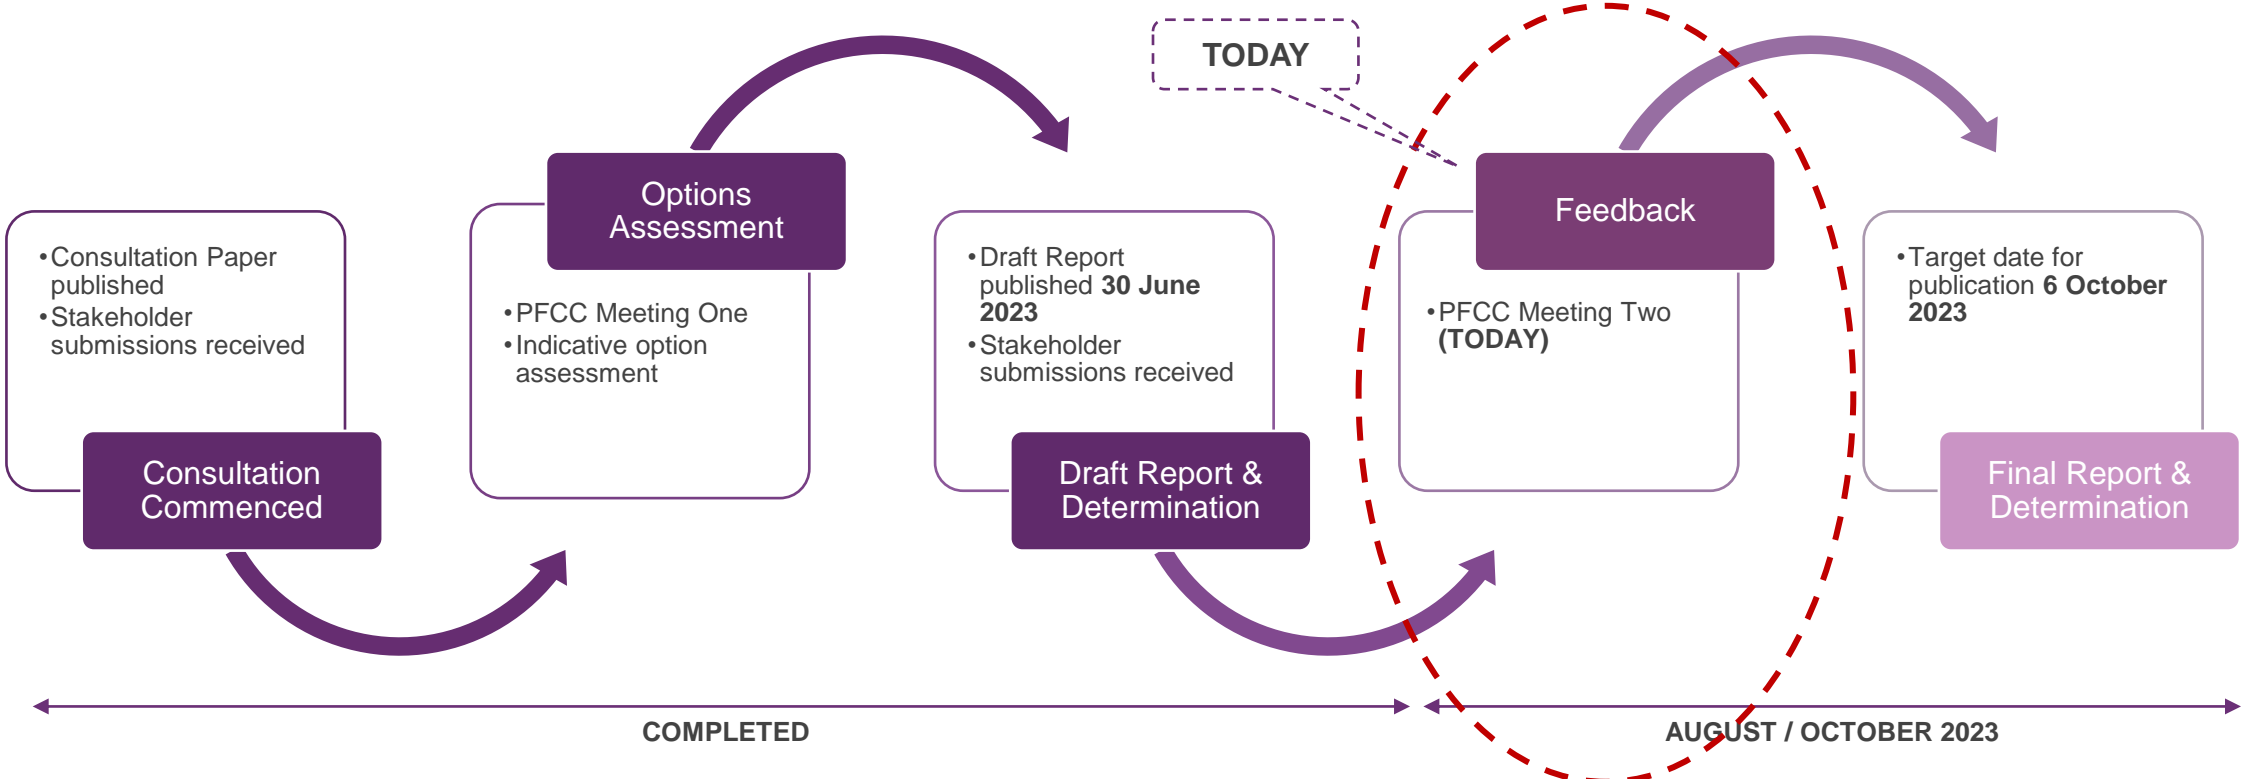 TODAY
•Consultation Paper
published
•Stakeholder
submissions received
Consultation
Commenced
Options
Assessment
•PFCC Meeting One
•Indicative option
assessment
•Draft Report
published 30 June
2023
•Stakeholder
submissions received
Draft Report &
Determination
Feedback
•PFCC Meeting Two
(TODAY)
•Target date for
publication 6 October
2023
Final Report &
Determination
COMPLETED
AUGUST / OCTOBER 2023